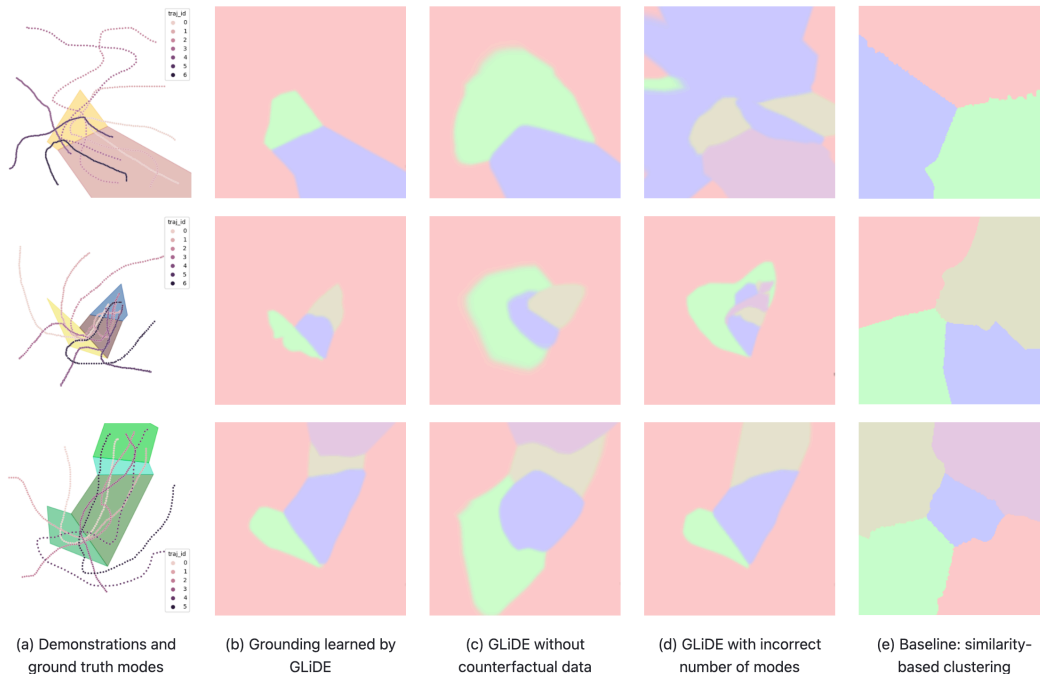 traj_id
0
1
2
3
4
5
6
traj_id
0
1
2
3
4
5
6
traj_id
0
1
2
3
4
5
(a) Demonstrations and
ground truth modes
(b) Grounding learned by
GLiDE
(c) GLiDE without
counterfactual data
(d) GLiDE with incorrect
number of modes
(e) Baseline: similarity-
based clustering